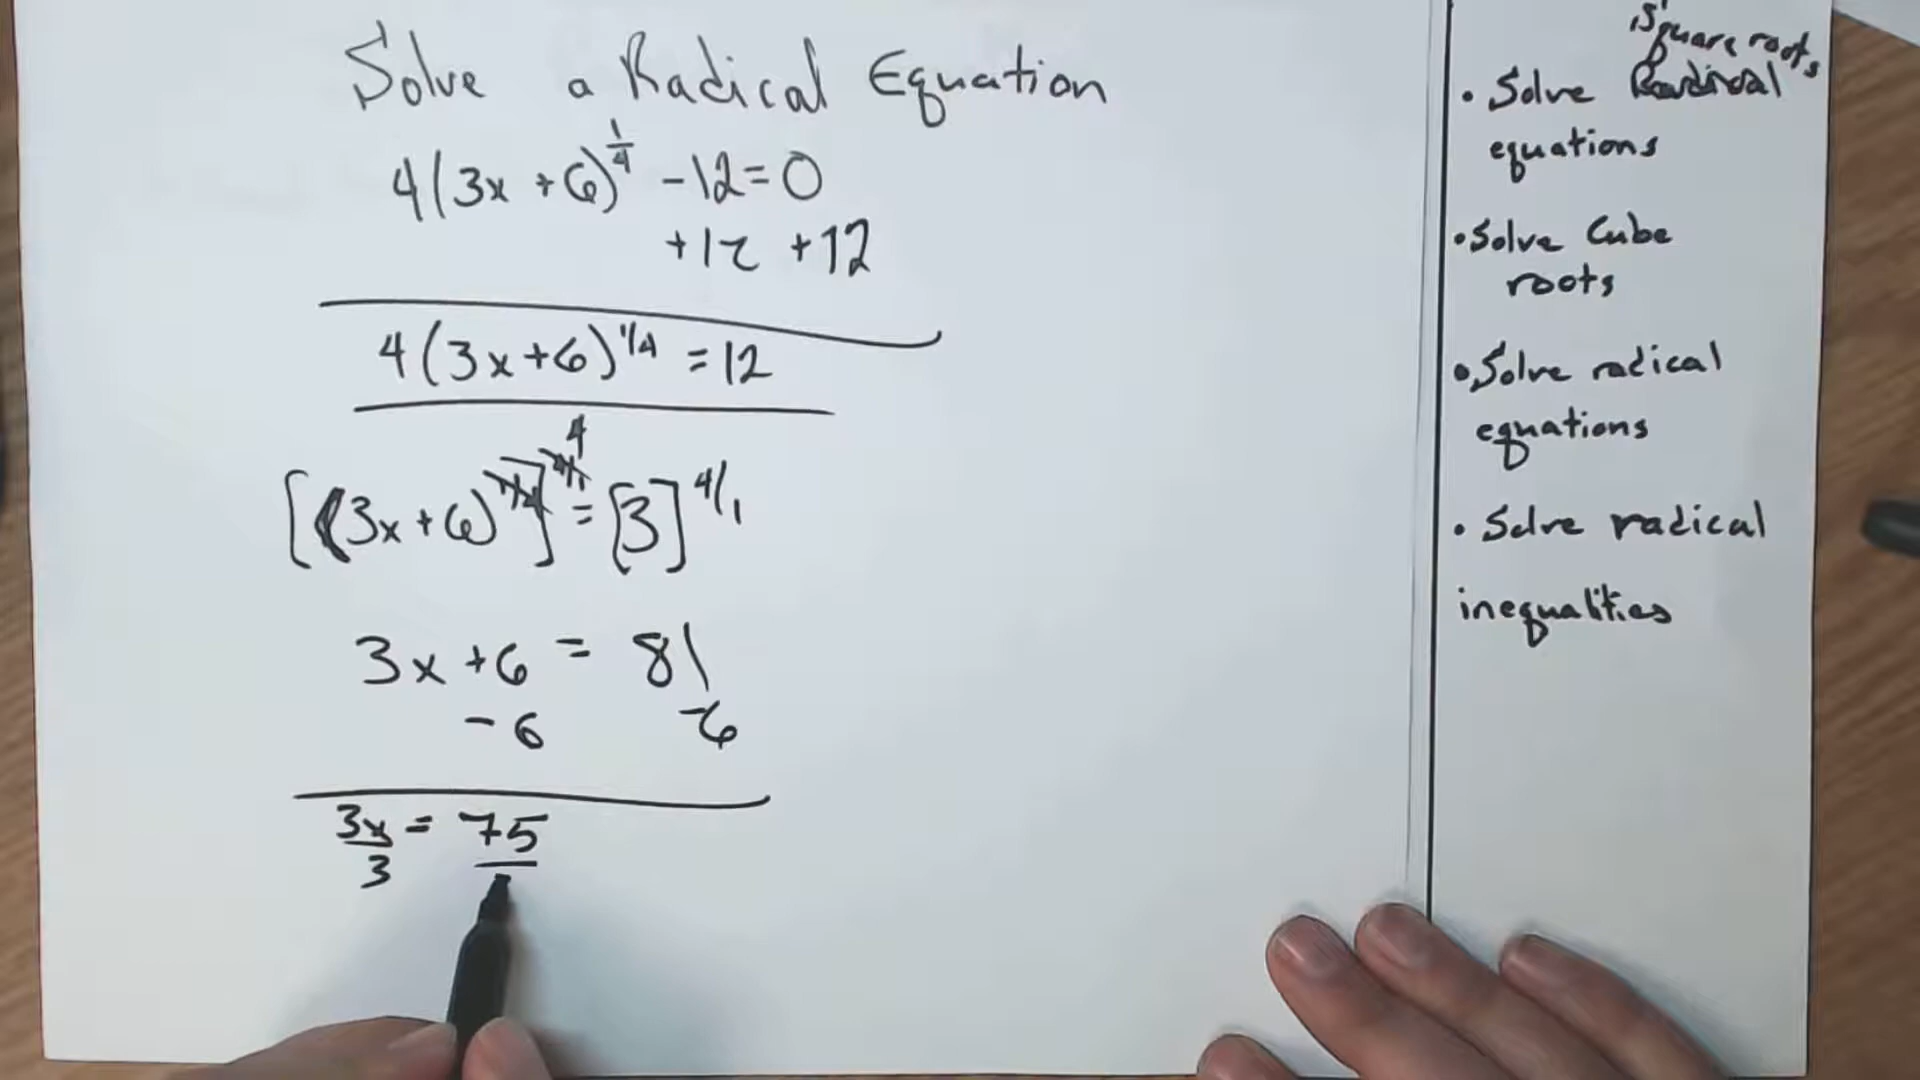 Solve a Radical Equation
4(3x+6)^1/4 -12=0
+12 +12
4(3x+6)^1/4 =12
[(3x+6)^1/4]^4/1 = [3]^4/1
4
3x+6 = 81
-6 -6
3x = 75
3
square roots
• Solve Radical
equations
• Solve Cube
roots
• Solve radical
equations
• Solve radical
inequalities